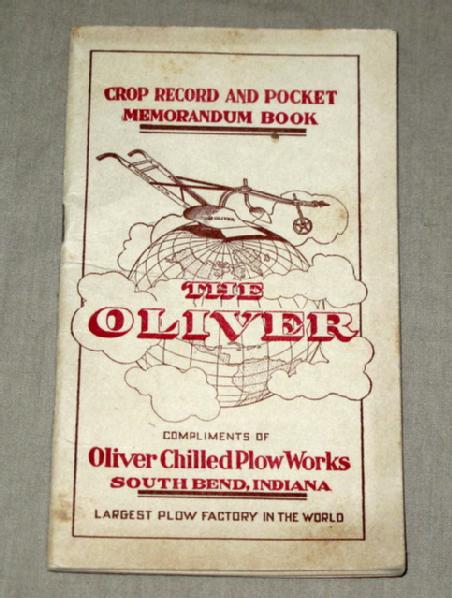 CROP RECORD AND POCKET
MEMORANDUM BOOK
THE
OLIVER
COMPLIMENTS OF
Oliver Chilled Plow Works
SOUTH BEND, INDIANA
LARGEST PLOW FACTORY IN THE WORLD